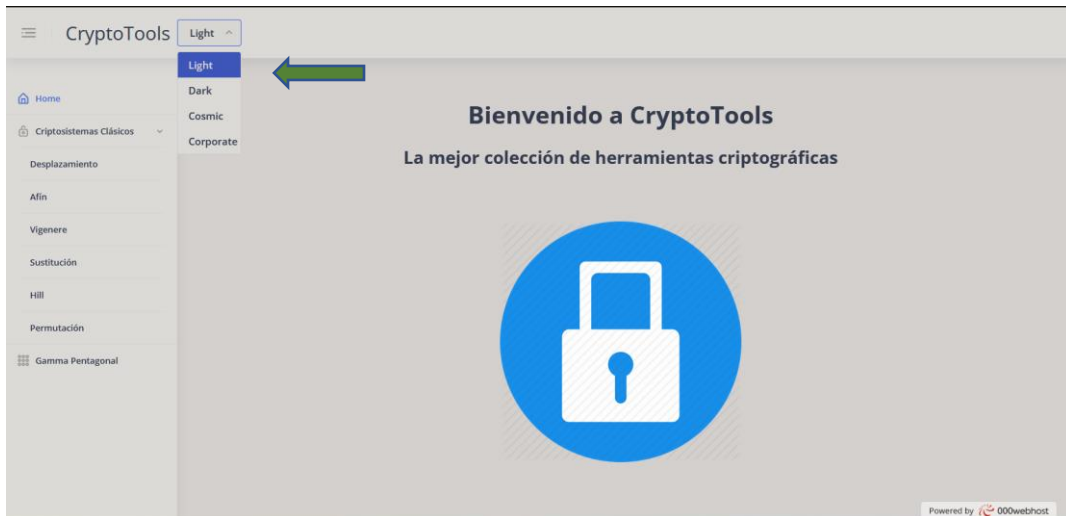 CryptoTools
Light
Light
Dark
Cosmic
Corporate
Home
Criptosistemas Clásicos
Desplazamiento
Afín
Vigenere
Sustitución
Hill
Permutación
Gamma Pentagonal
Bienvenido a CryptoTools
La mejor colección de herramientas criptográficas
Powered by 000webhost